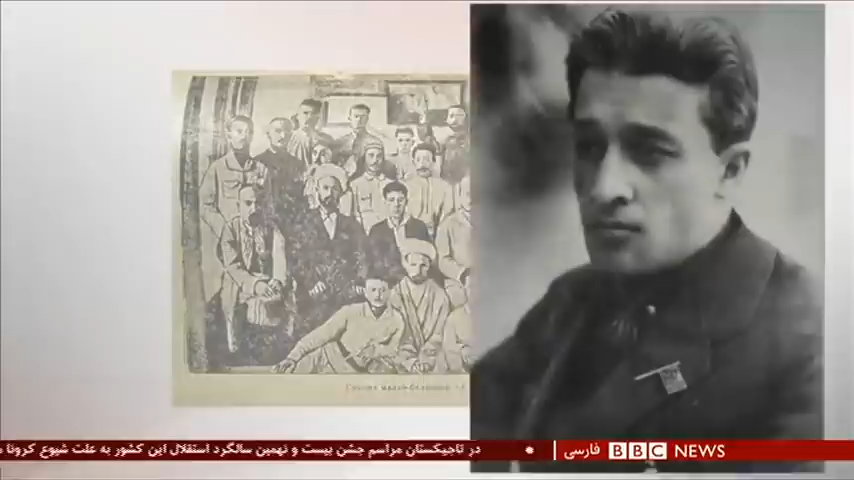 در تاجیکستان مراسم جشن بیست و نهمین سالگرد استقلال این کشور به علت شیوع کرونا
فارسی BBC NEWS